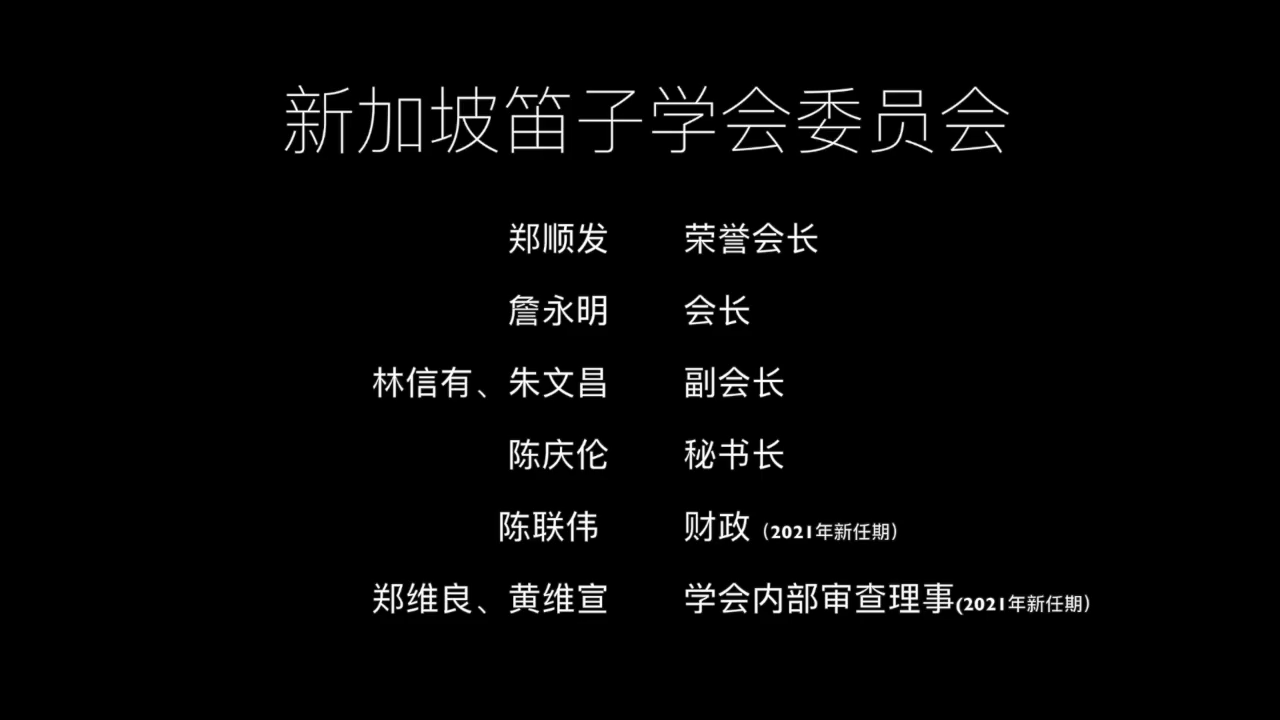 新加坡笛子学会委员会
郑顺发 荣誉会长
詹永明 会长
林信有、朱文昌 副会长
陈庆伦 秘书长
陈联伟 财政（2021年新任期）
郑维良、黄维宣 学会内部审查理事(2021年新任期）